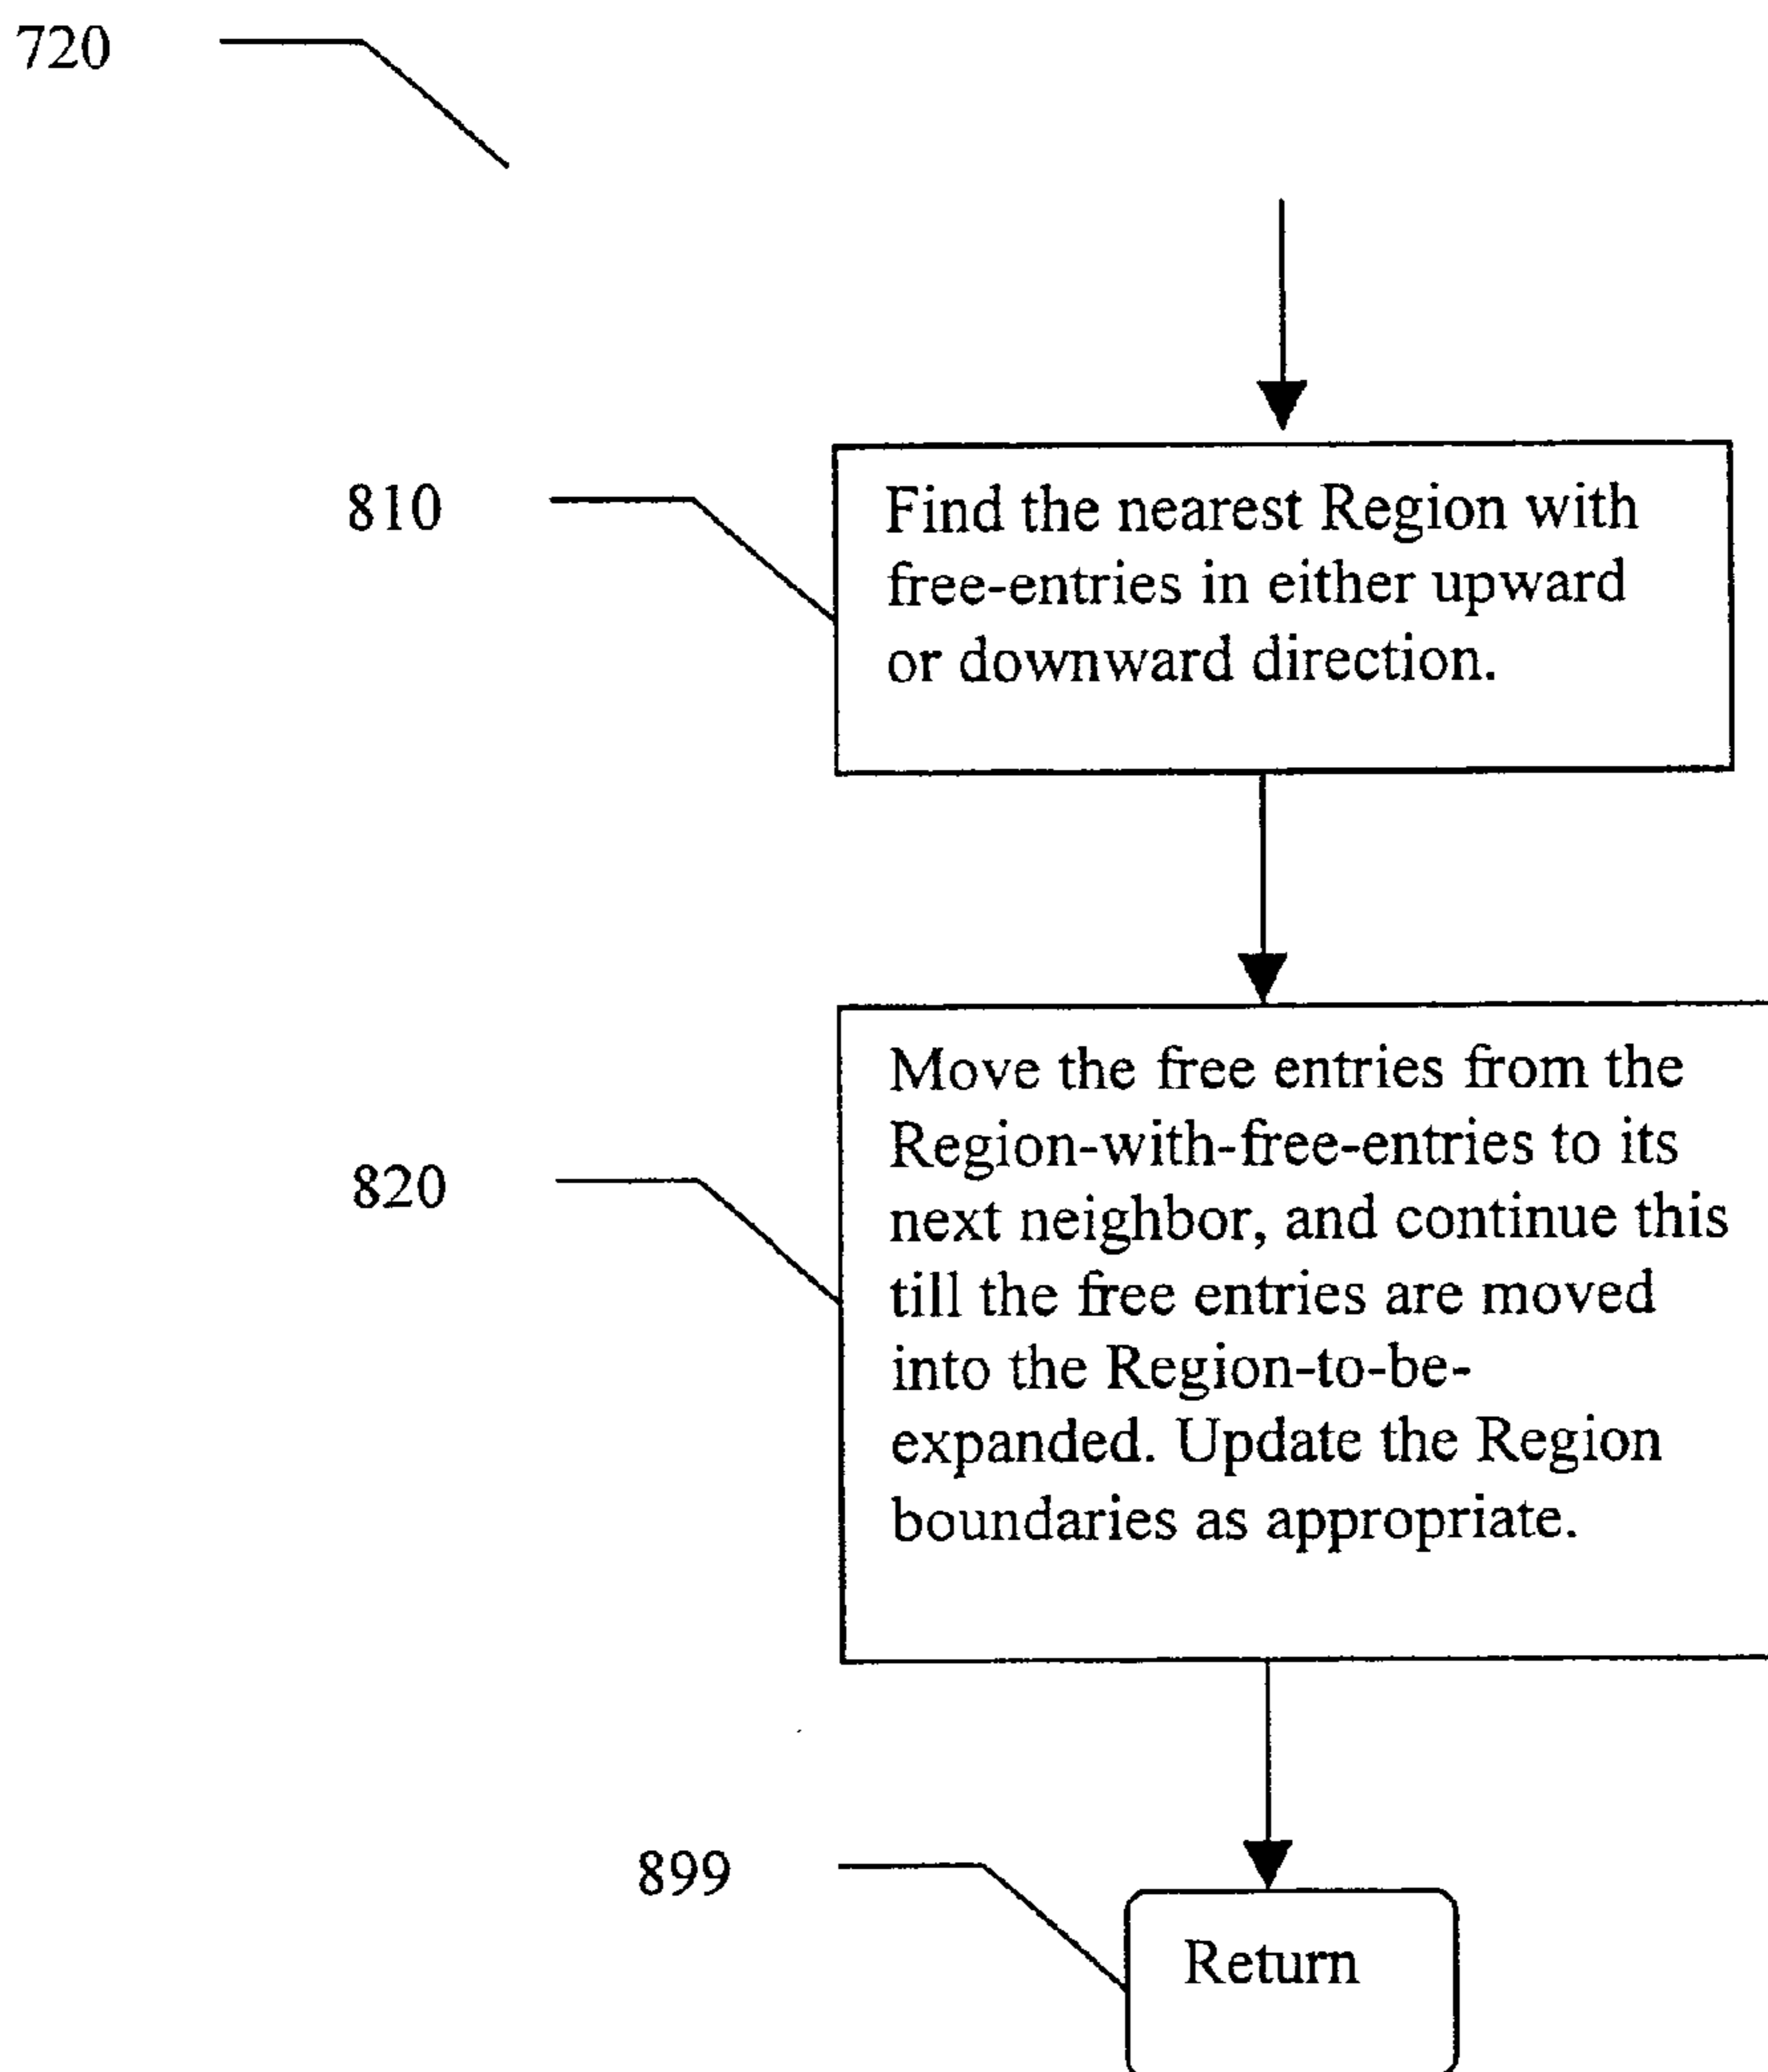 720
810
Find the nearest Region with
free-entries in either upward
or downward direction.
820
Move the free entries from the
Region-with-free-entries to its
next neighbor, and continue this
till the free entries are moved
into the Region-to-be-
expanded. Update the Region
boundaries as appropriate.
899
Return